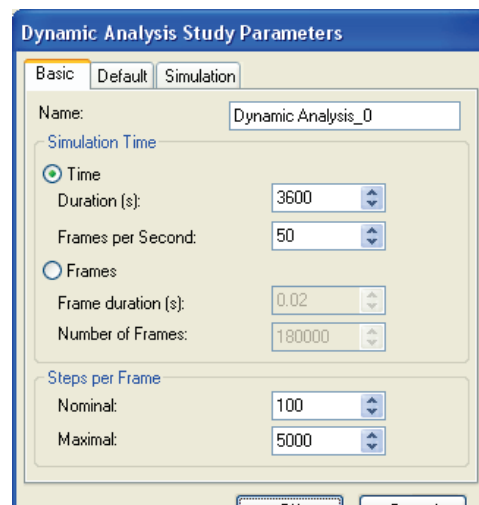 Dynamic Analysis Study Parameters
Basic Default Simulation
Name: Dynamic Analysis_0
Simulation Time
Time
Duration (s): 3600
Frames per Second: 50
Frames
Frame duration (s): 0.02
Number of Frames: 180000
Steps per Frame
Nominal: 100
Maximal: 5000